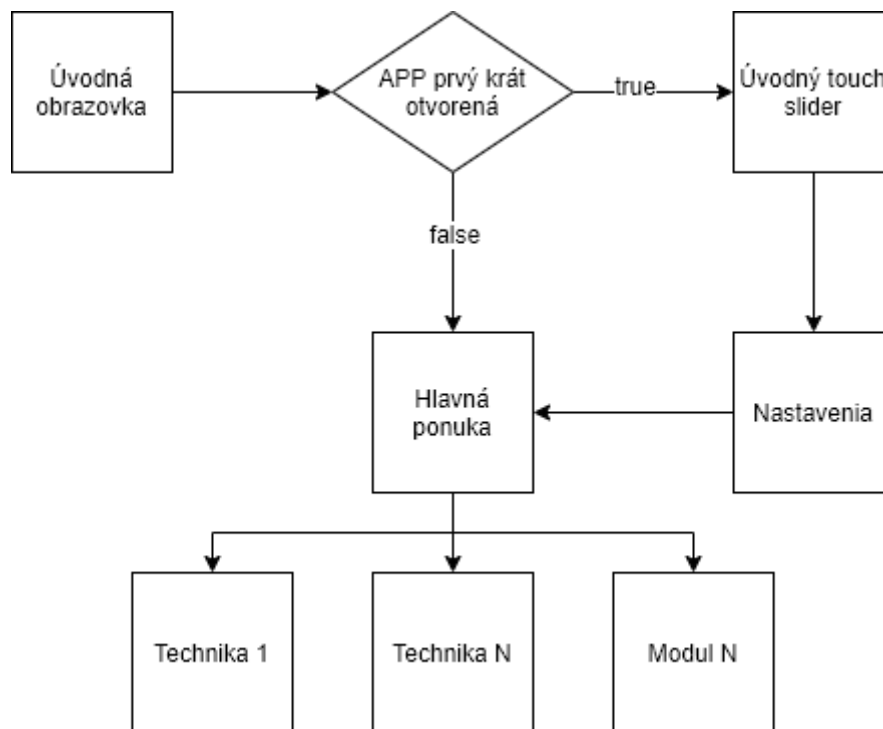 Úvodná
obrazovka
APP prvý krát
otvorená
true
Úvodný touch
slider
false
Hlavná
ponuka
Nastavenia
Technika 1
Technika N
Modul N